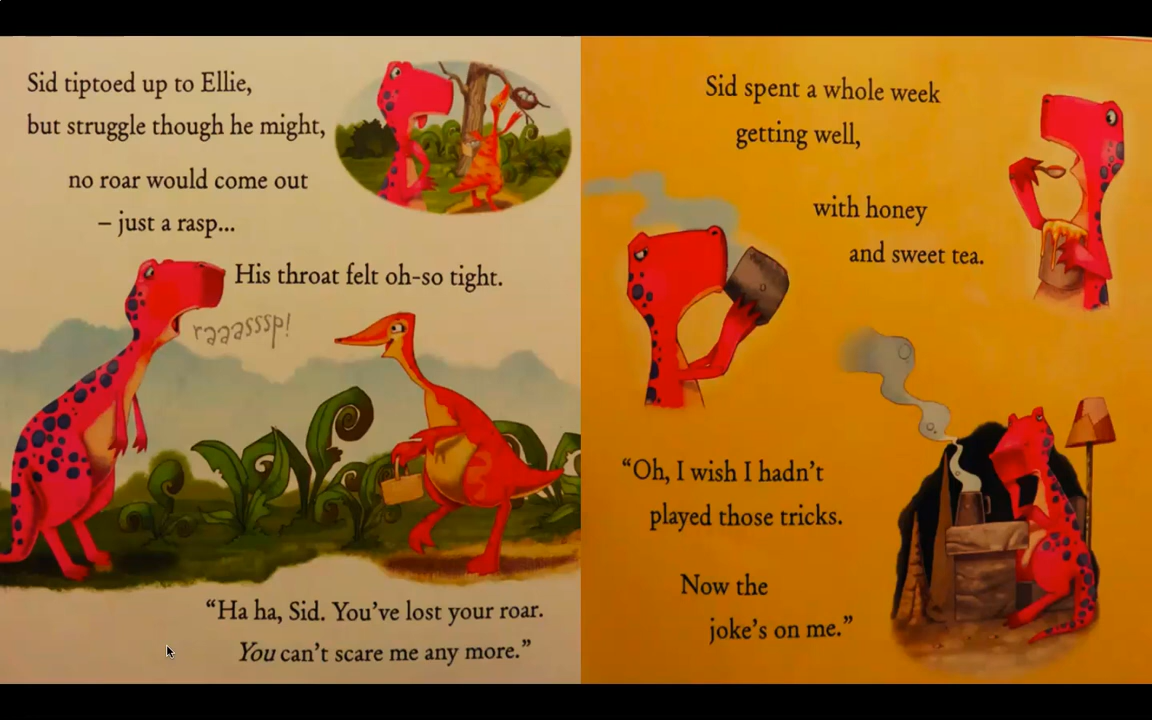 Sid tiptoed up to Ellie,
but struggle though he might,
no roar would come out
– just a rasp...
His throat felt oh-so tight.
raaasssp!
“Ha ha, Sid. You’ve lost your roar.
You can’t scare me any more.”
Sid spent a whole week
getting well,
with honey
and sweet tea.
“Oh, I wish I hadn’t
played those tricks.
Now the
joke’s on me.”